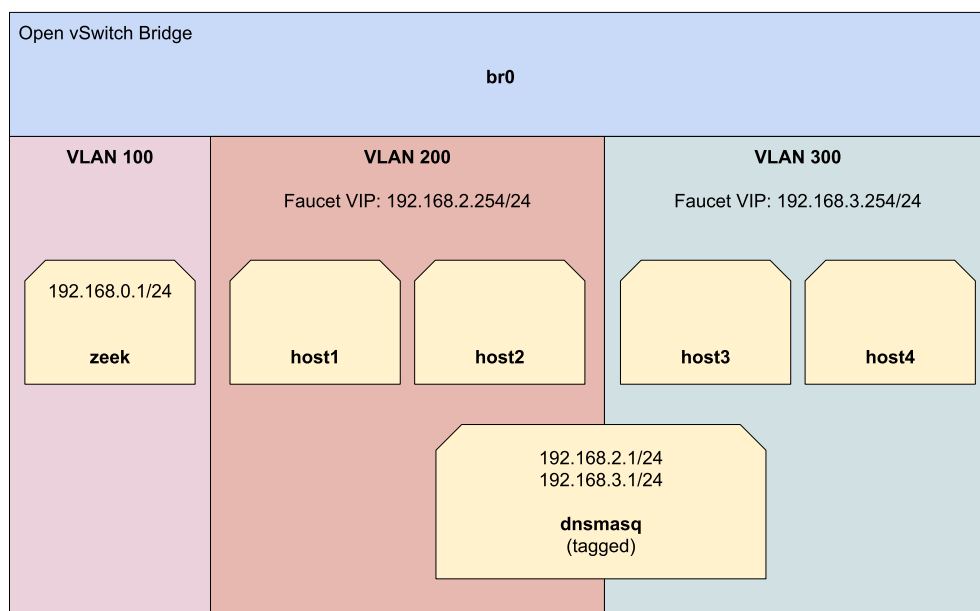 Open vSwitch Bridge
br0
VLAN 100
VLAN 200
VLAN 300
Faucet VIP: 192.168.2.254/24
Faucet VIP: 192.168.3.254/24
192.168.0.1/24
zeek
host1
host2
host3
host4
192.168.2.1/24
192.168.3.1/24
dnsmasq
(tagged)